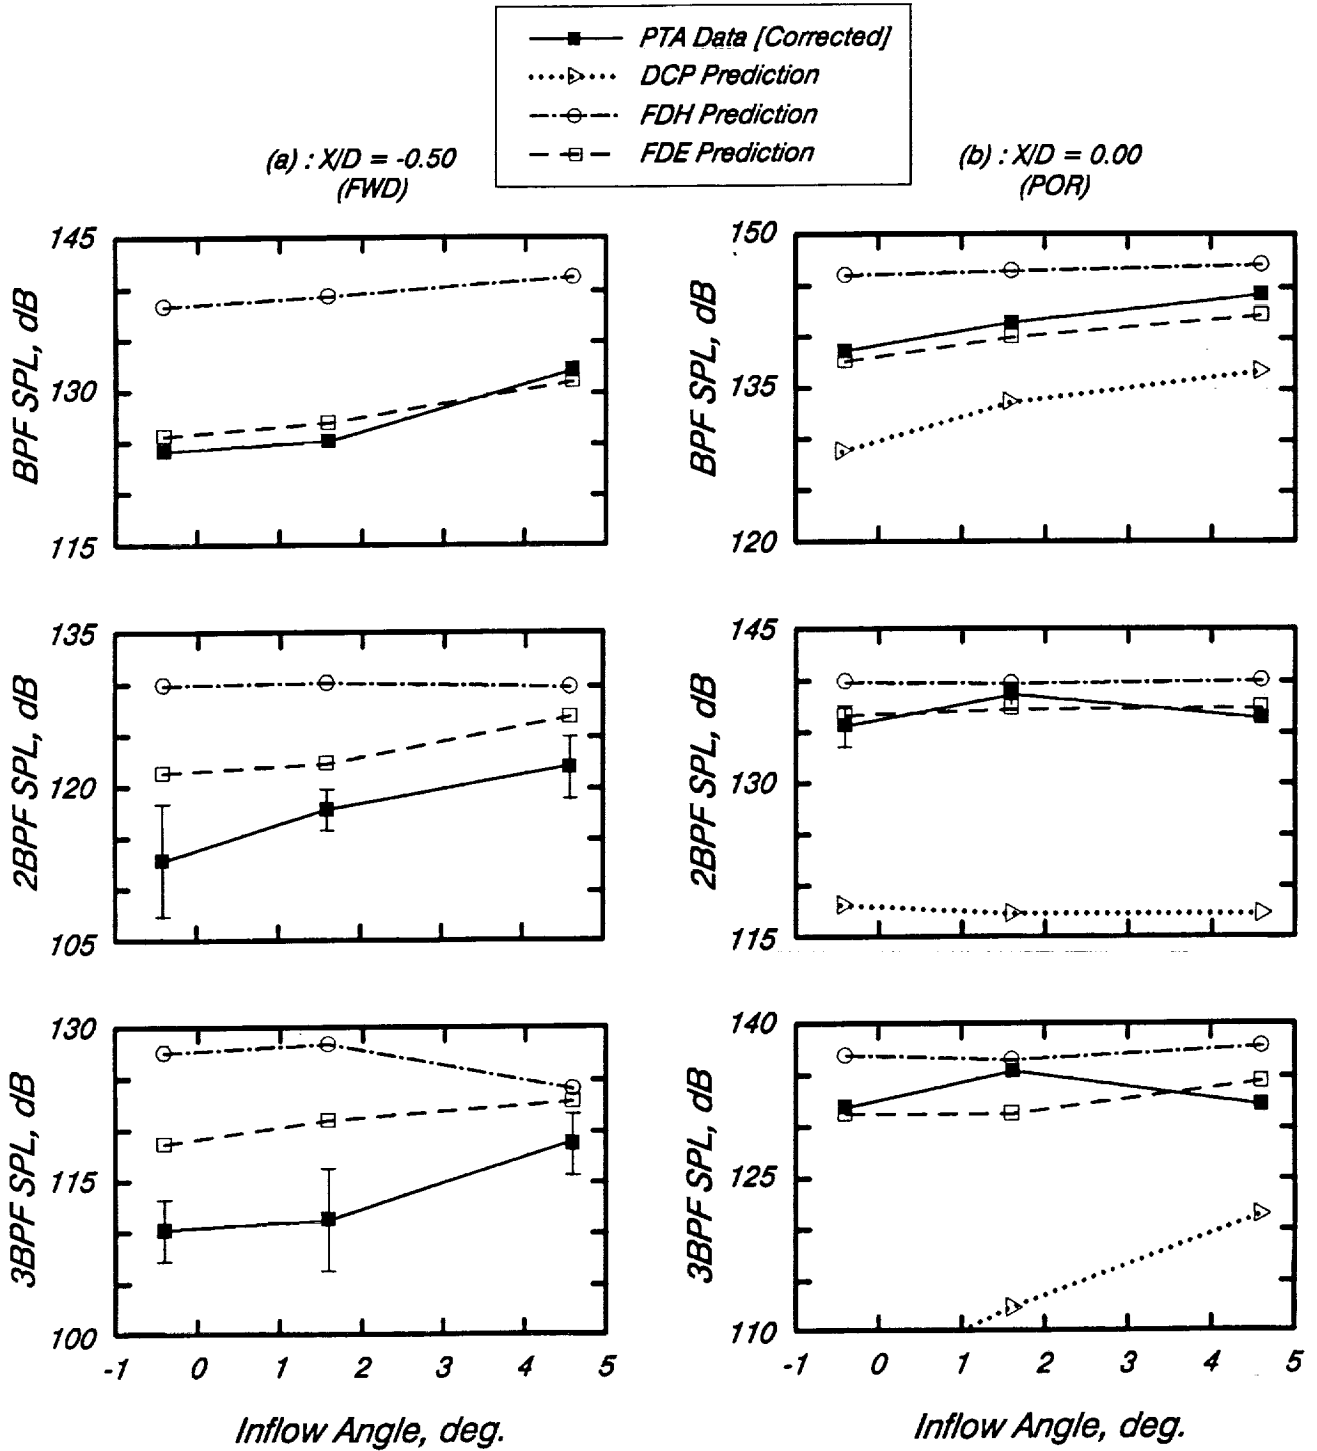 PTA Data [Corrected]
DCP Prediction
FDH Prediction
FDE Prediction
(a) : X/D = -0.50
(FWD)
(b) : X/D = 0.00
(POR)
145
130
115
BPF SPL, dB
150
135
120
BPF SPL, dB
135
120
105
2BPF SPL, dB
145
130
115
2BPF SPL, dB
130
115
100
3BPF SPL, dB
-1 0 1 2 3 4 5
Inflow Angle, deg.
140
125
110
3BPF SPL, dB
-1 0 1 2 3 4 5
Inflow Angle, deg.